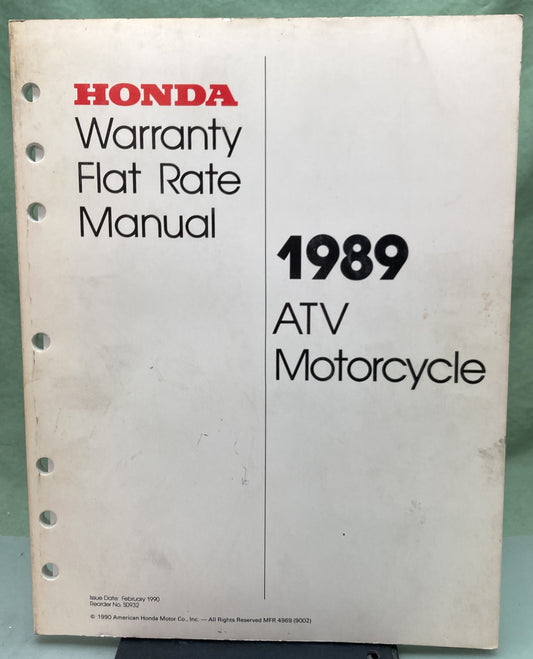 HONDA
Warranty
Flat Rate
Manual
1989
ATV
Motorcycle
Issue Date: February 1990
Reorder No. S0932
© 1990 American Honda Motor Co., Inc. — All Rights Reserved MFR 4969 (9002)